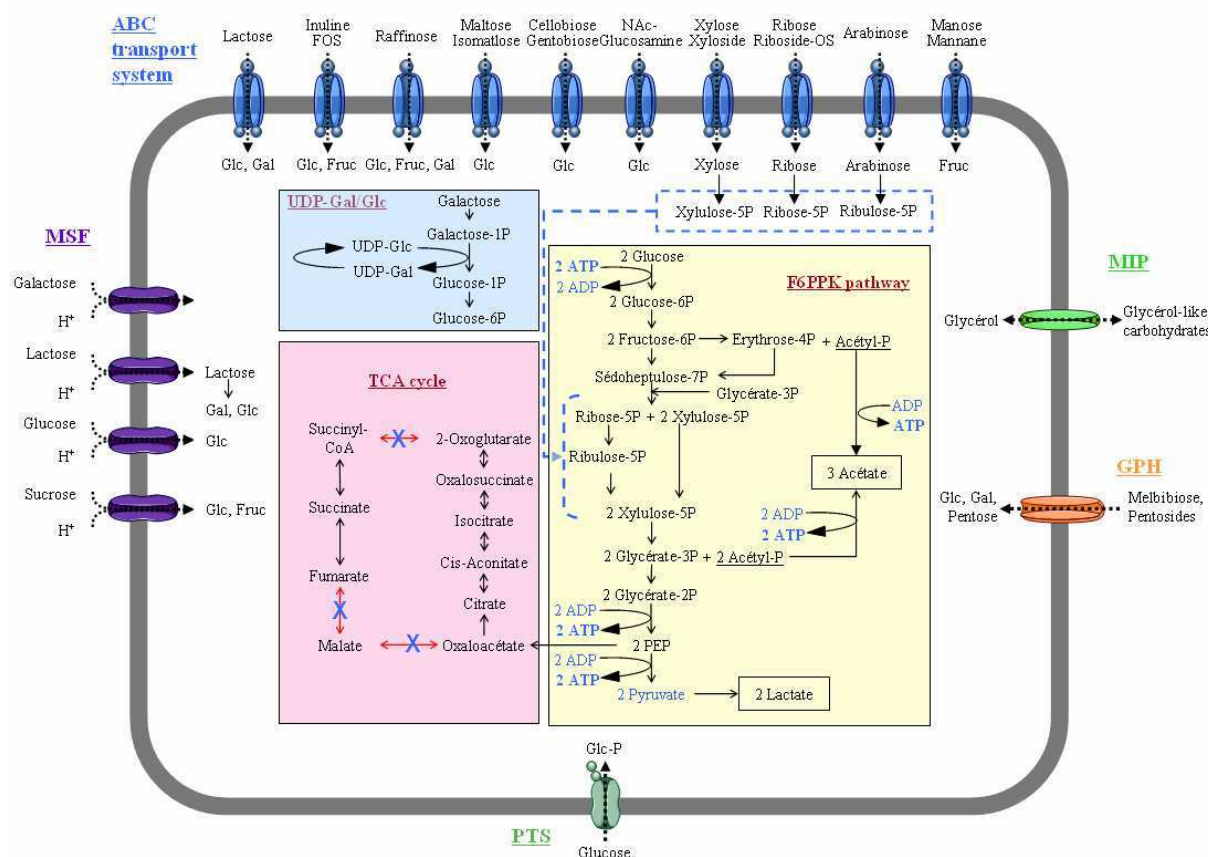 ABC
transport
system
Lactose
Inuline
FOS
Raffinose
Maltose
Isomatlose
Cellobiose
Gentobiose
NAc-
Glucosamine
Xylose
Xyloside
Ribose
Riboside-OS
Arabinose
Manose
Mannane
Glc, Gal
Glc, Fruc
Glc, Fruc, Gal
Glc
Glc
Glc
Xylose
Ribose
Arabinose
Fruc
Xylulose-5P
Ribose-5P
Ribulose-5P
UDP-Gal/Glc
Galactose
Galactose-1P
UDP-Glc
UDP-Gal
Glucose-1P
Glucose-6P
MSF
Galactose
H+
Lactose
H+
Lactose
Gal, Glc
Glucose
H+
Glc
Sucrose
H+
Glc, Fruc
TCA cycle
Succinyl-
CoA
2-Oxoglutarate
Oxalosuccinate
Succinate
Isocitrate
Cis-Aconitate
Fumarate
Citrate
Malate
Oxaloacétate
F6PPK pathway
2 Glucose
2 ATP
2 ADP
2 Glucose-6P
2 Fructose-6P
Erythrose-4P + Acétyl-P
Sédoheptulose-7P
Glycérate-3P
Ribose-5P + 2 Xylulose-5P
ADP
ATP
Ribulose-5P
3 Acétate
2 Xylulose-5P
2 ADP
2 ATP
2 Glycérate-3P + 2 Acétyl-P
2 Glycérate-2P
2 ADP
2 ATP
2 PEP
2 ADP
2 ATP
2 Pyruvate
2 Lactate
MIP
Glycérol
Glycérol-like
carbohydrates
GPH
Glc, Gal,
Pentose
Melbibiose,
Pentosides
Glc-P
PTS
Glucose